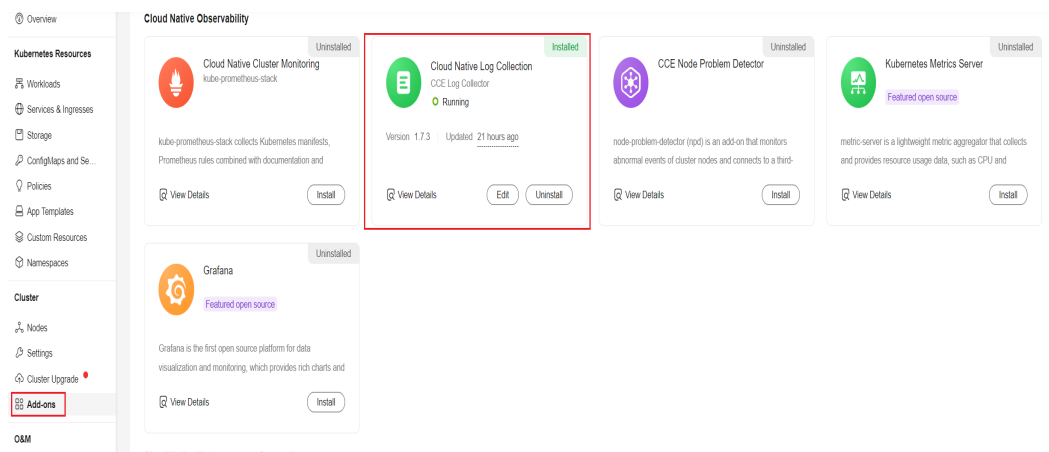 Overview
Kubernetes Resources
Workloads
Services & Ingresses
Storage
ConfigMaps and Se...
Policies
App Templates
Custom Resources
Namespaces
Cluster
Nodes
Settings
Cluster Upgrade
Add-ons
O&M
Cloud Native Observability
Uninstalled
Cloud Native Cluster Monitoring
kube-prometheus-stack
kube-prometheus-stack collects Kubernetes manifests,
Prometheus rules combined with documentation and
View Details
Install
Installed
Cloud Native Log Collection
CCE Log Collector
Running
Version 1.7.3 Updated 21 hours ago
View Details
Edit
Uninstall
Uninstalled
CCE Node Problem Detector
node-problem-detector (npd) is an add-on that monitors
abnormal events of cluster nodes and connects to a third-
View Details
Install
Uninstalled
Kubernetes Metrics Server
Featured open source
metric-server is a lightweight metric aggregator that collects
and provides resource usage data, such as CPU and
View Details
Install
Uninstalled
Grafana
Featured open source
Grafana is the first open source platform for data
visualization and monitoring, which provides rich charts and
View Details
Install